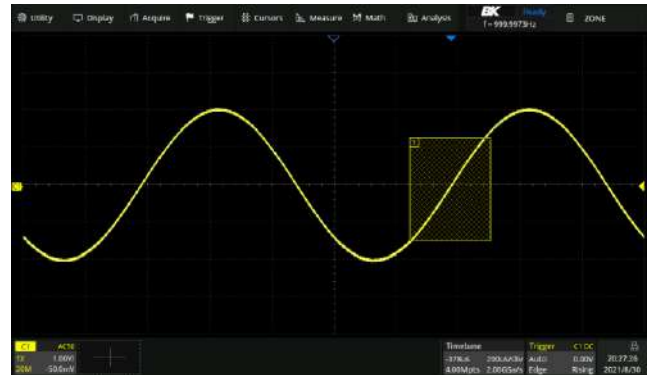 Utility Display Acquire Trigger Cursors Measure Math Analysis BK Ready ZONE
f = 999.9973Hz
1
C1
C1 AC1M
1X 1.00V/
20M -50.0mV
Timebase
-378us 200us/div
4.00Mpts 2.00GSa/s
Trigger C1 DC
Auto 0.00V
Edge Rising
20:27:26
2021/8/30